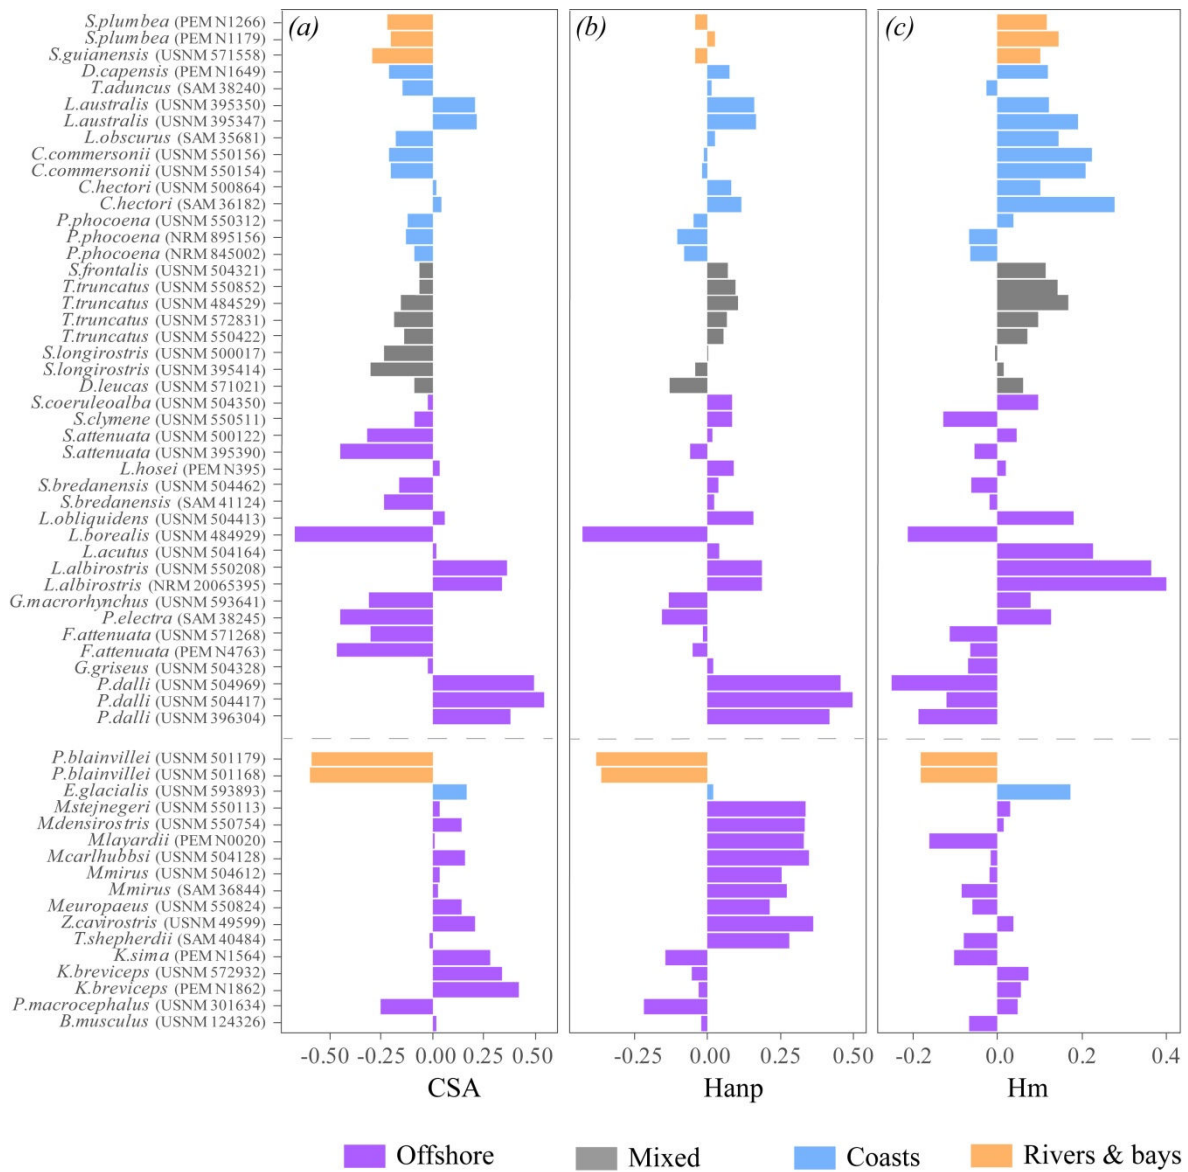 (a) (b) (c)
S.plumbea (PEM N1266)
S.plumbea (PEM N1179)
S.guianensis (USNM 571558)
D.capensis (PEM N1649)
T.aduncus (SAM 38240)
L.australis (USNM 395350)
L.australis (USNM 395347)
L.obscurus (SAM 35681)
C.commersonii (USNM 550156)
C.commersonii (USNM 550154)
C.hectori (USNM 500864)
C.hectori (SAM 36182)
P.phocoena (USNM 550312)
P.phocoena (NRM 895156)
P.phocoena (NRM 845002)
S.frontalis (USNM 504321)
T.truncatus (USNM 550852)
T.truncatus (USNM 484529)
T.truncatus (USNM 572831)
T.truncatus (USNM 550422)
S.longirostris (USNM 500017)
S.longirostris (USNM 395414)
D.leucas (USNM 571021)
S.coeruleoalba (USNM 504350)
S.clymene (USNM 550511)
S.attenuata (USNM 500122)
S.attenuata (USNM 395390)
L.hosei (PEM N395)
S.bredanensis (USNM 504462)
S.bredanensis (SAM 41124)
L.obliquidens (USNM 504413)
L.borealis (USNM 484929)
L.acutus (USNM 504164)
L.albirostris (USNM 550208)
L.albirostris (NRM 20065395)
G.macrorhynchus (USNM 593641)
P.electra (SAM 38245)
F.attenuata (USNM 571268)
F.attenuata (PEM N4763)
G.griseus (USNM 504328)
P.dalli (USNM 504969)
P.dalli (USNM 504417)
P.dalli (USNM 396304)
P.blainvillei (USNM 501179)
P.blainvillei (USNM 501168)
E.glacialis (USNM 593893)
M.stejnegeri (USNM 550113)
M.densirostris (USNM 550754)
M.layardii (PEM N0020)
M.carlhubbsi (USNM 504128)
M.mirus (USNM 504612)
M.mirus (SAM 36844)
M.europaeus (USNM 550824)
Z.cavirostris (USNM 49599)
T.shepherdii (SAM 40484)
K.sima (PEM N1564)
K.breviceps (USNM 572932)
K.breviceps (PEM N1862)
P.macrocephalus (USNM 301634)
B.musculus (USNM 124326)
-0.50 -0.25 0.00 0.25 0.50 -0.25 0.00 0.25 0.50 -0.2 0.0 0.2 0.4
CSA Hanp Hm
Offshore Mixed Coasts Rivers & bays